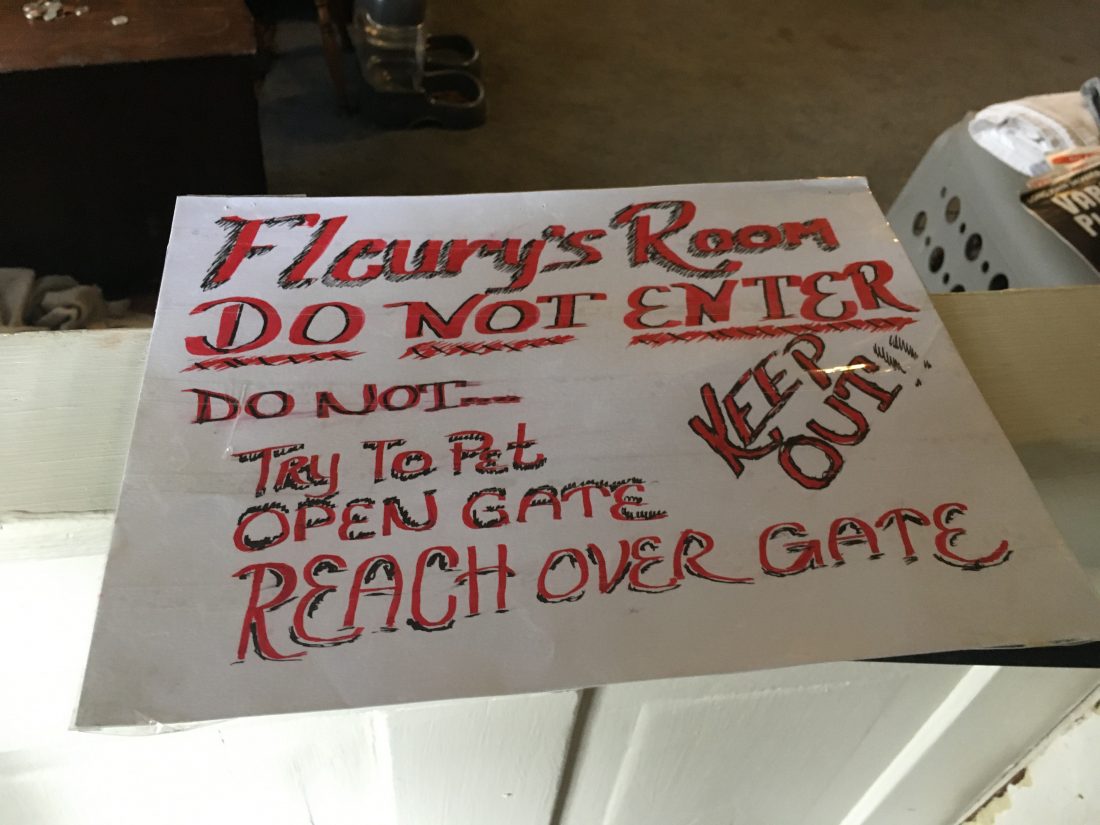 Fleury's Room
DO NOT ENTER
DO NOT...
KEEP
OUT!!
TRY TO PET
OPEN GATE
REACH OVER GATE